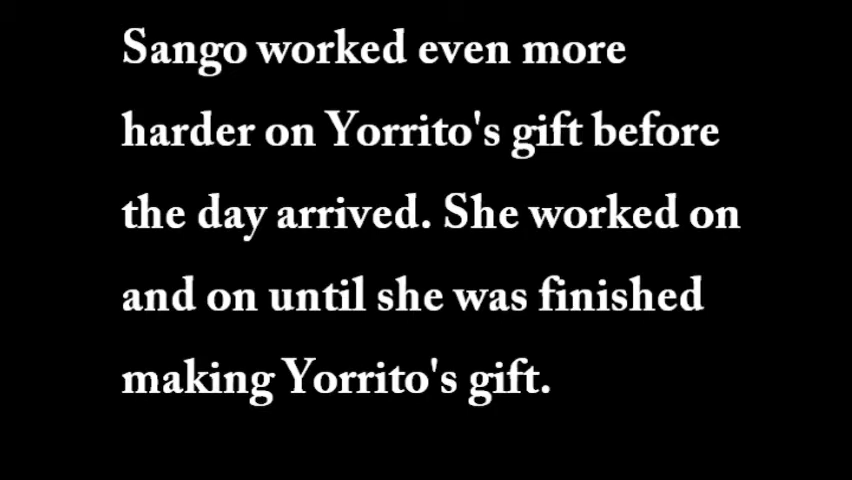 Sango worked even more
harder on Yorrito's gift before
the day arrived. She worked on
and on until she was finished
making Yorrito's gift.